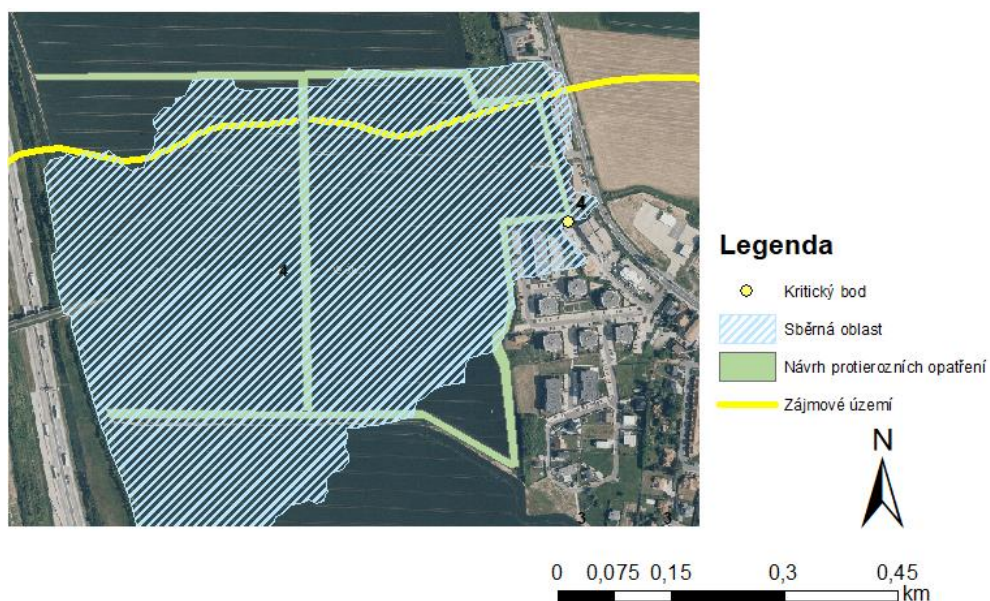 4
4
3
3
Legenda
Kritický bod
Sběrná oblast
Návrh protierozních opatření
Zájmové území
N
0 0,075 0,15 0,3 0,45
km